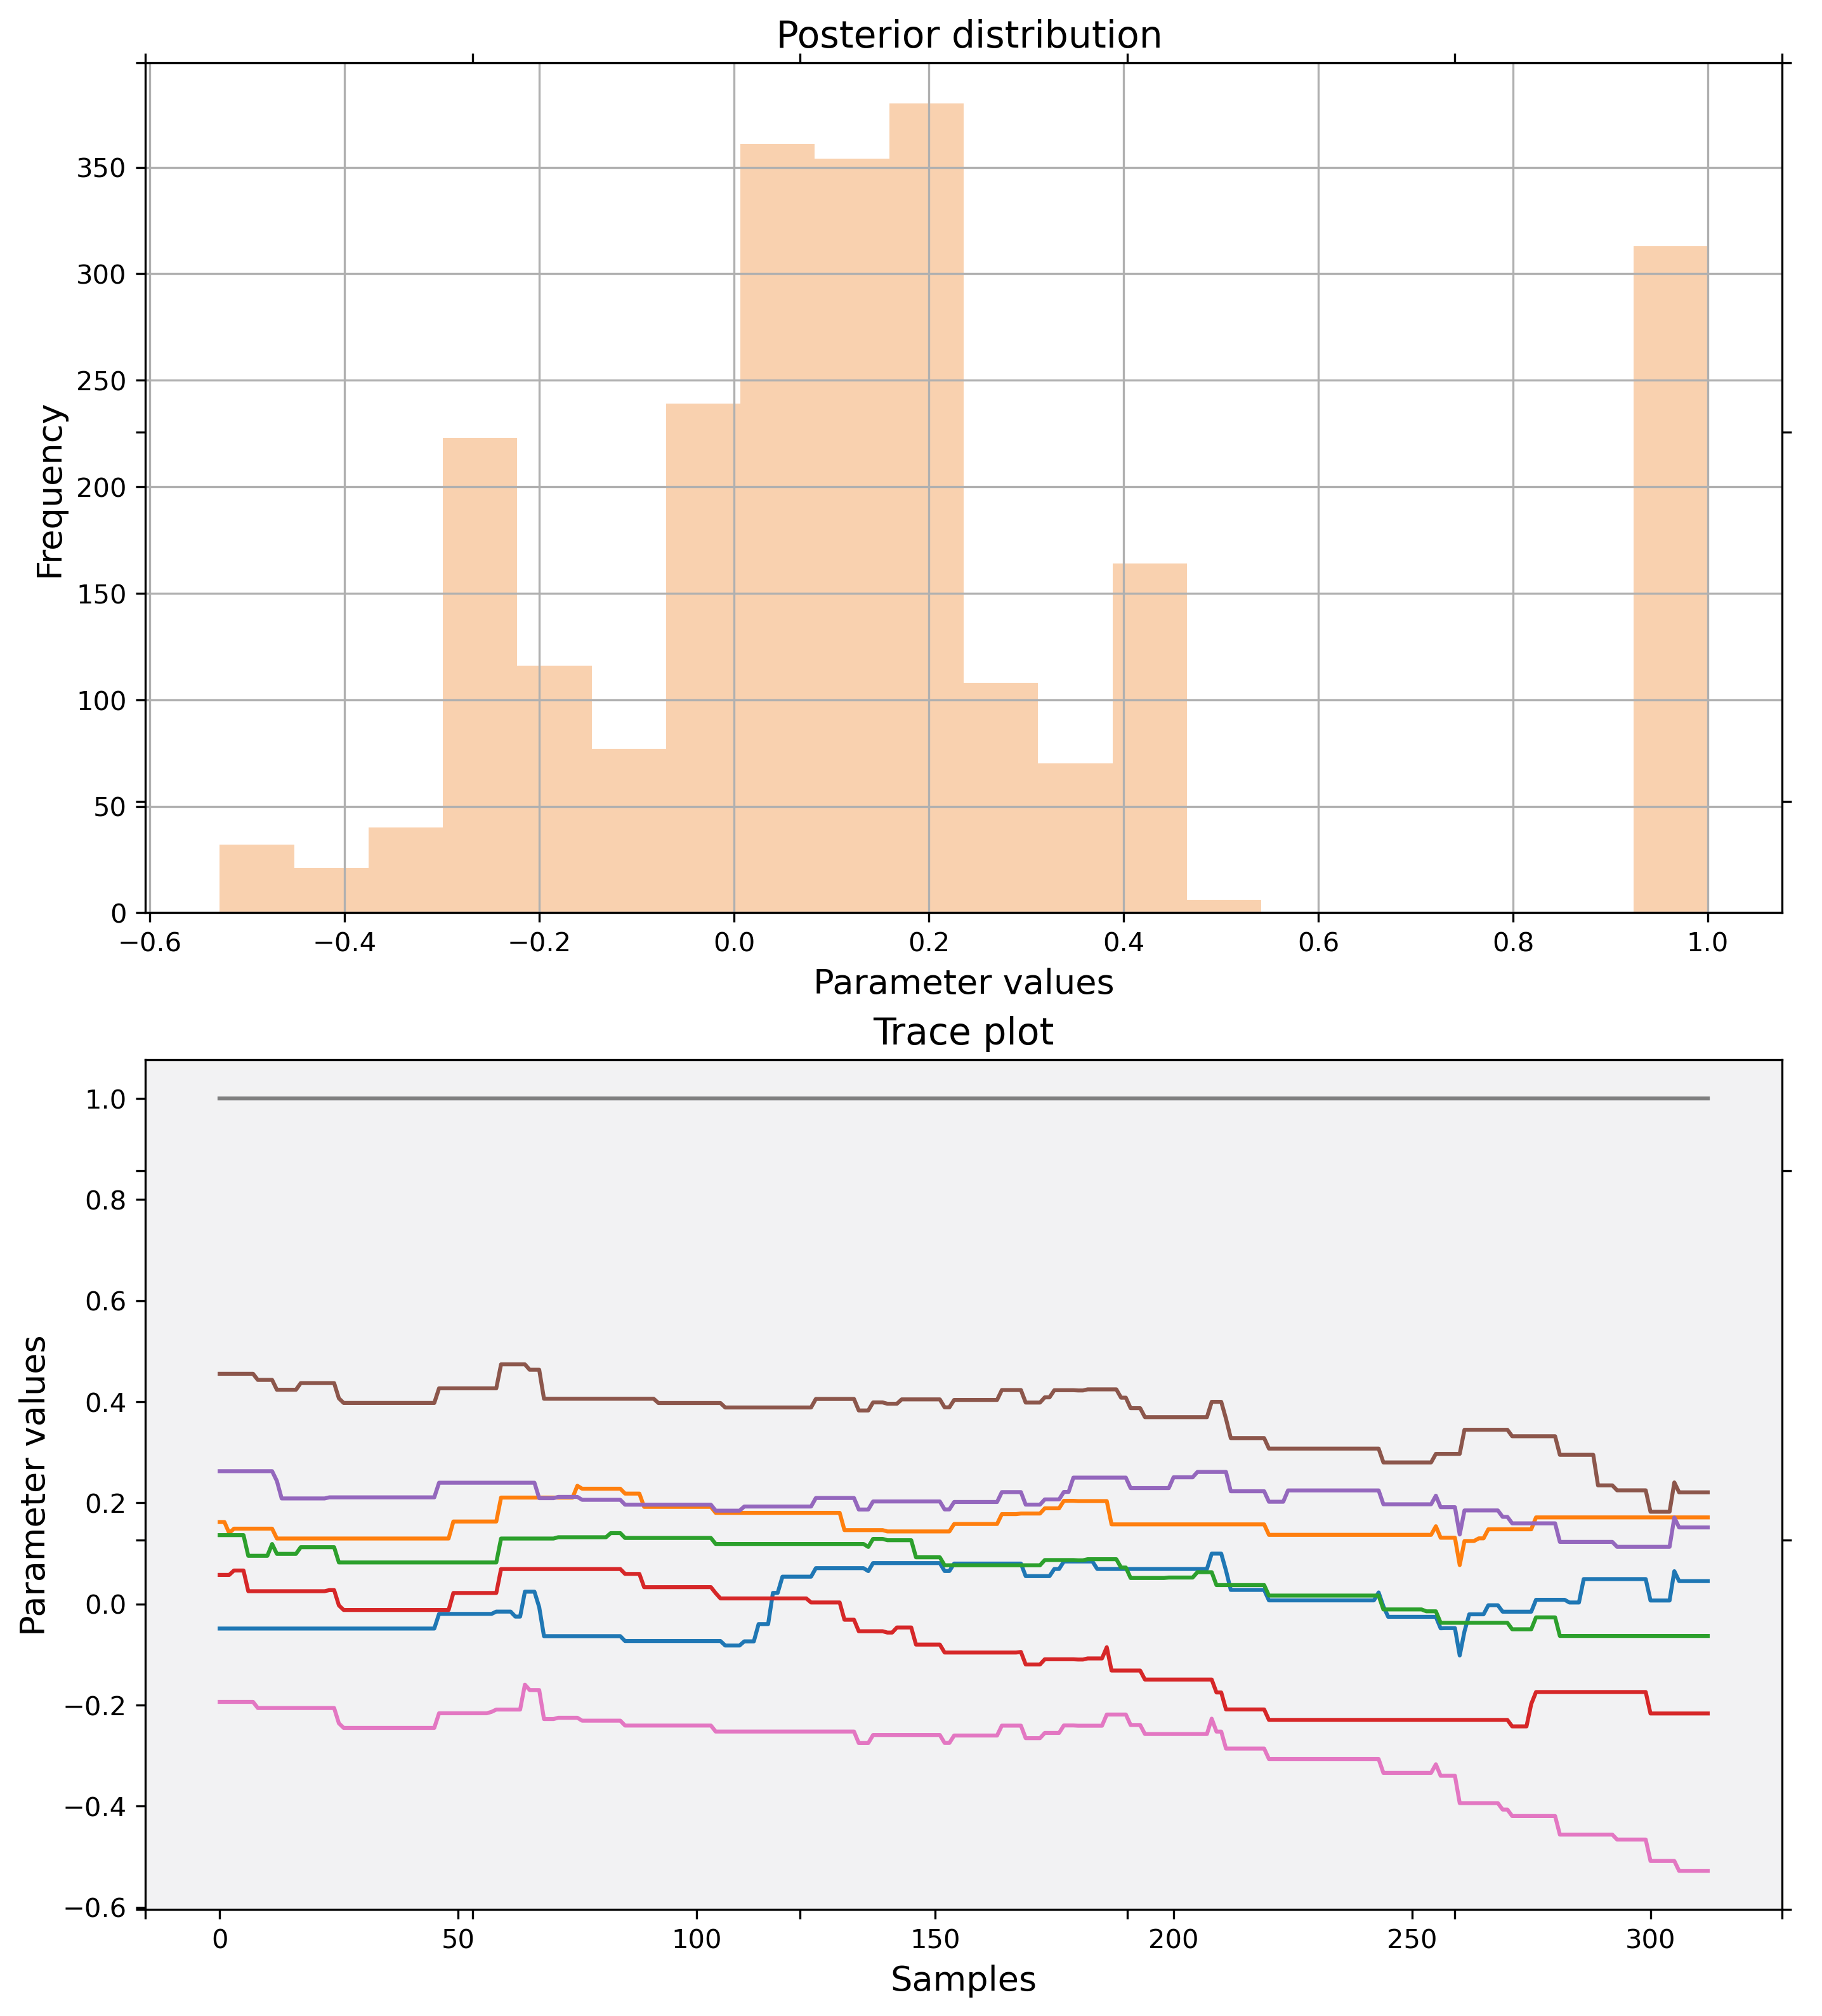 Posterior distribution
350
300
250
200
150
100
50
0
Frequency
−0.6 −0.4 −0.2 0.0 0.2 0.4 0.6 0.8 1.0
Parameter values
Trace plot
1.0
0.8
0.6
0.4
0.2
0.0
−0.2
−0.4
−0.6
Parameter values
0 50 100 150 200 250 300
Samples